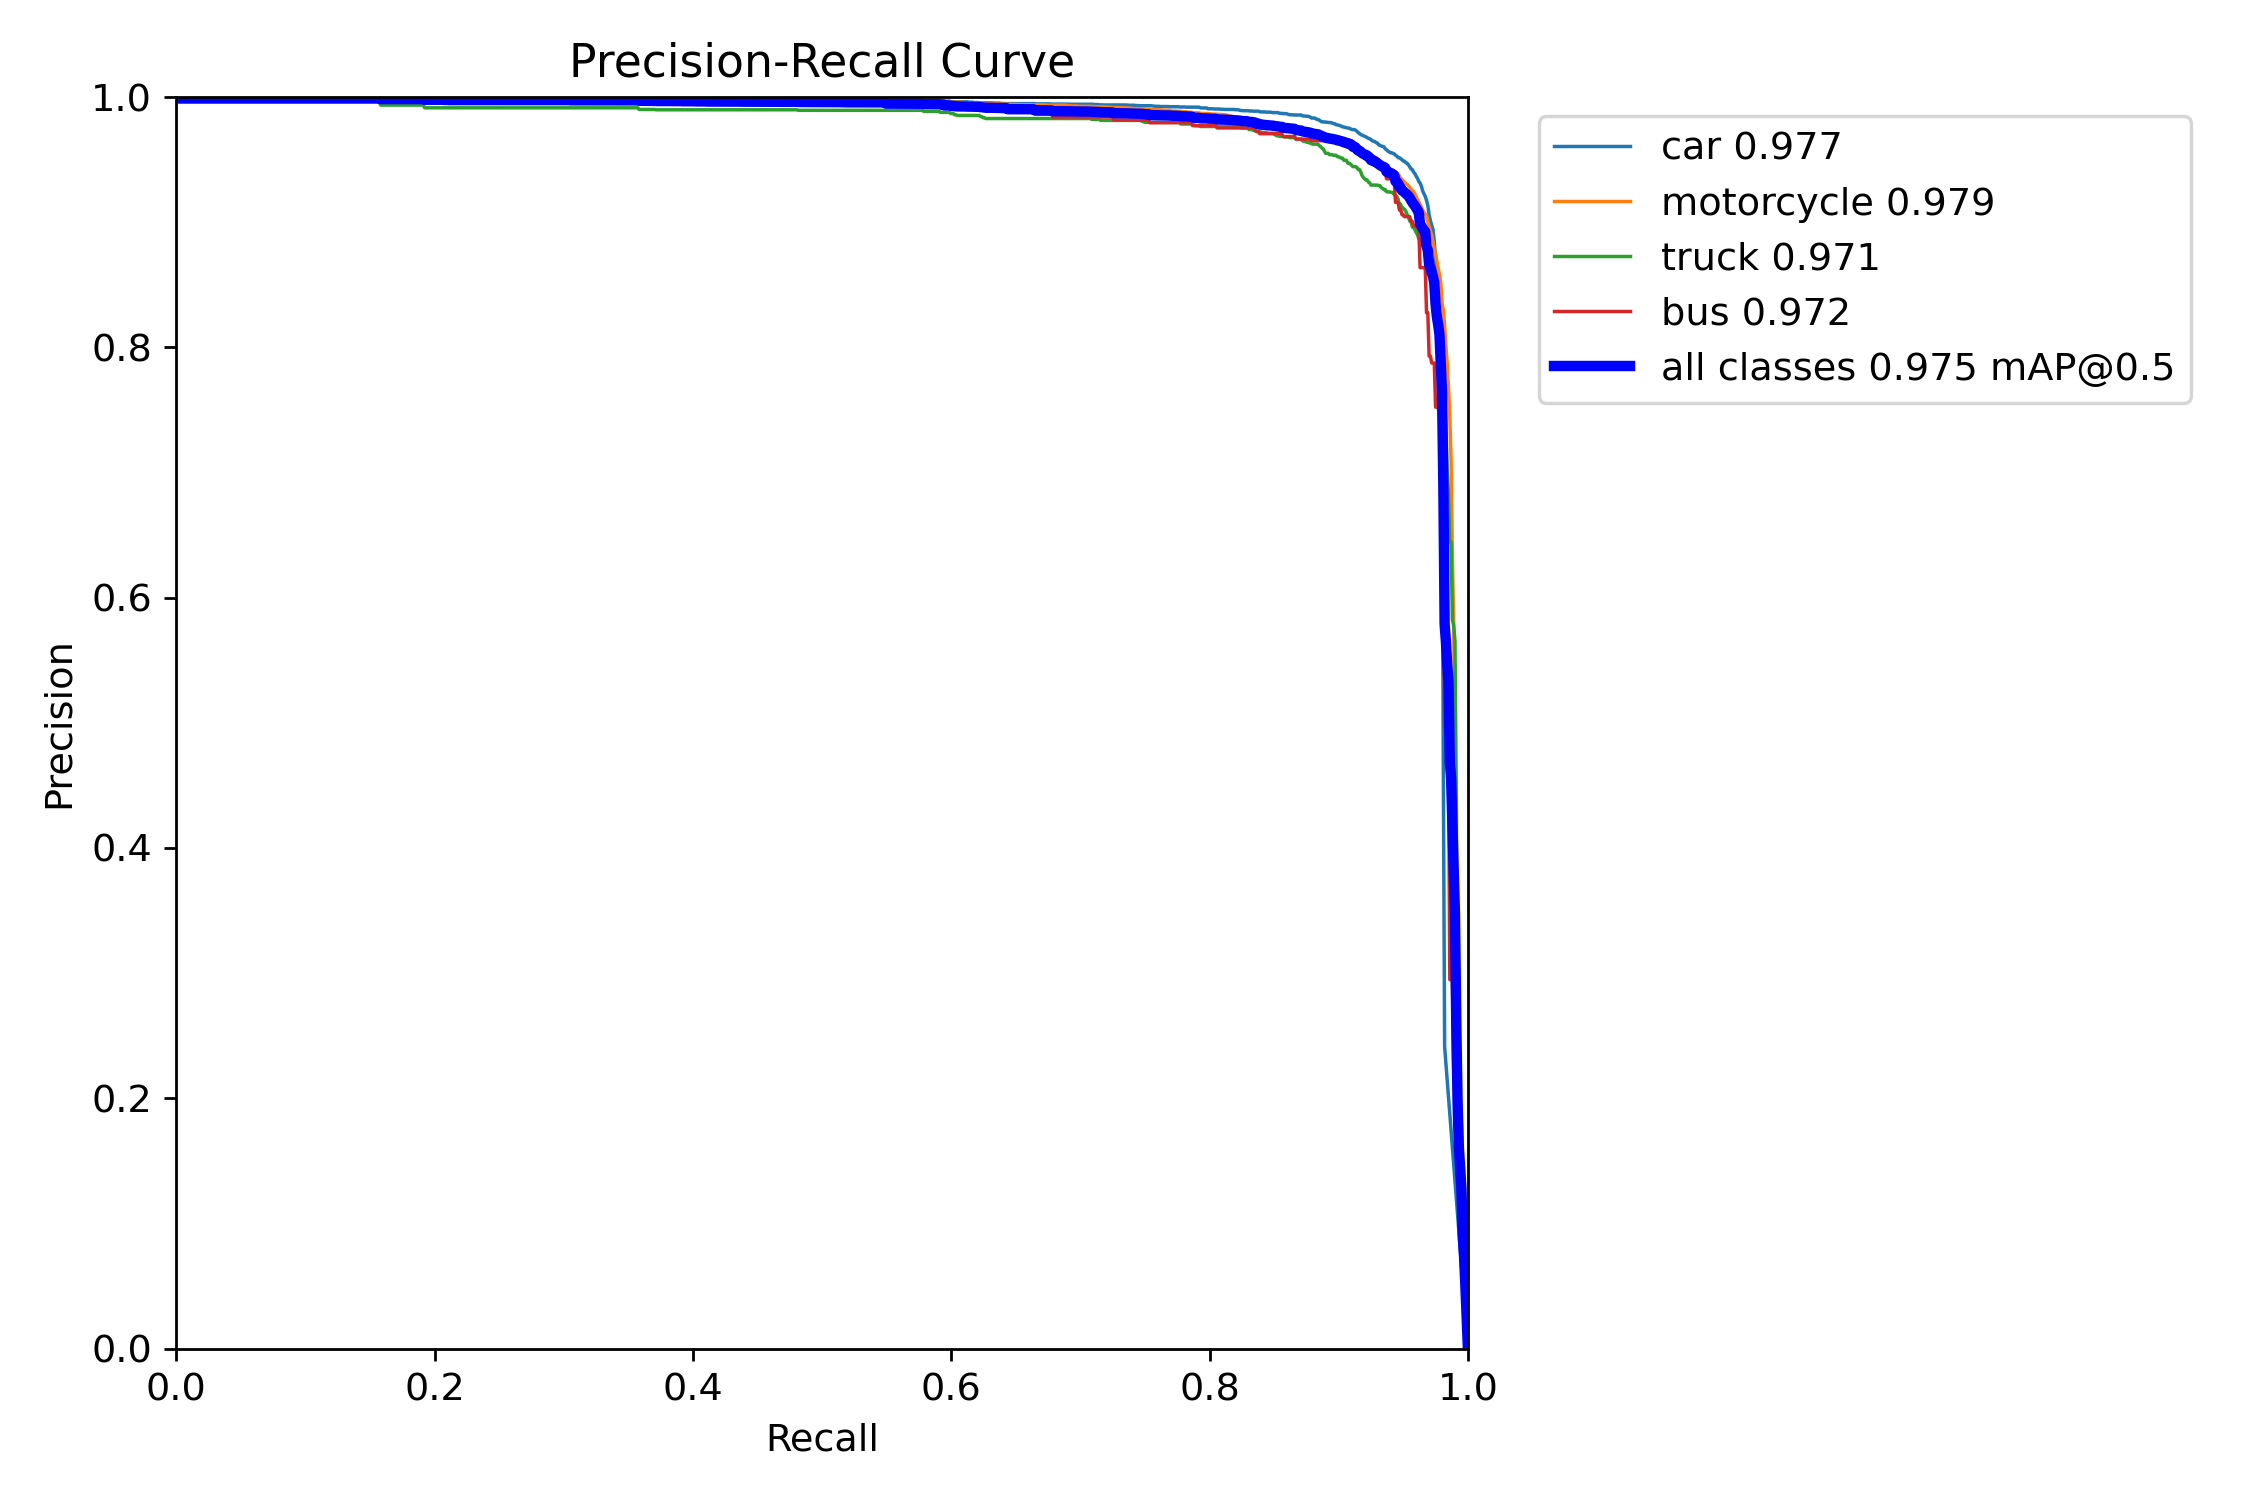 Precision-Recall Curve
1.0
0.8
0.6
0.4
0.2
0.0
Precision
0.0 0.2 0.4 0.6 0.8 1.0
Recall
car 0.977
motorcycle 0.979
truck 0.971
bus 0.972
all classes 0.975 mAP@0.5